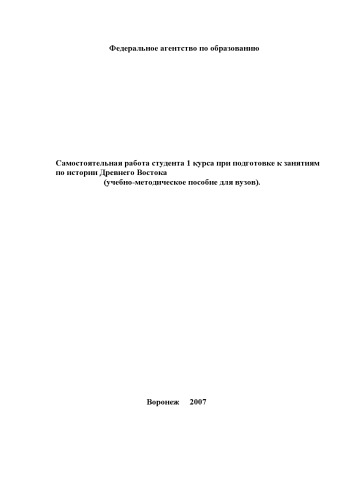 Федеральное агентство по образованию
Самостоятельная работа студента 1 курса при подготовке к занятиям
по истории Древнего Востока
(учебно-методическое пособие для вузов).
Воронеж 2007